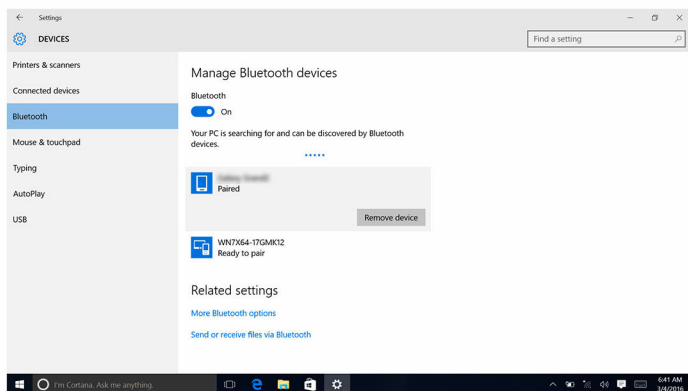 Settings
DEVICES
Find a setting
Printers & scanners
Connected devices
Bluetooth
Mouse & touchpad
Typing
AutoPlay
USB
Manage Bluetooth devices
Bluetooth
On
Your PC is searching for and can be discovered by Bluetooth
devices.
Paired
Remove device
WN7X64-17GMK12
Ready to pair
Related settings
More Bluetooth options
Send or receive files via Bluetooth
I'm Cortana. Ask me anything.
6:41 AM
3/4/2016